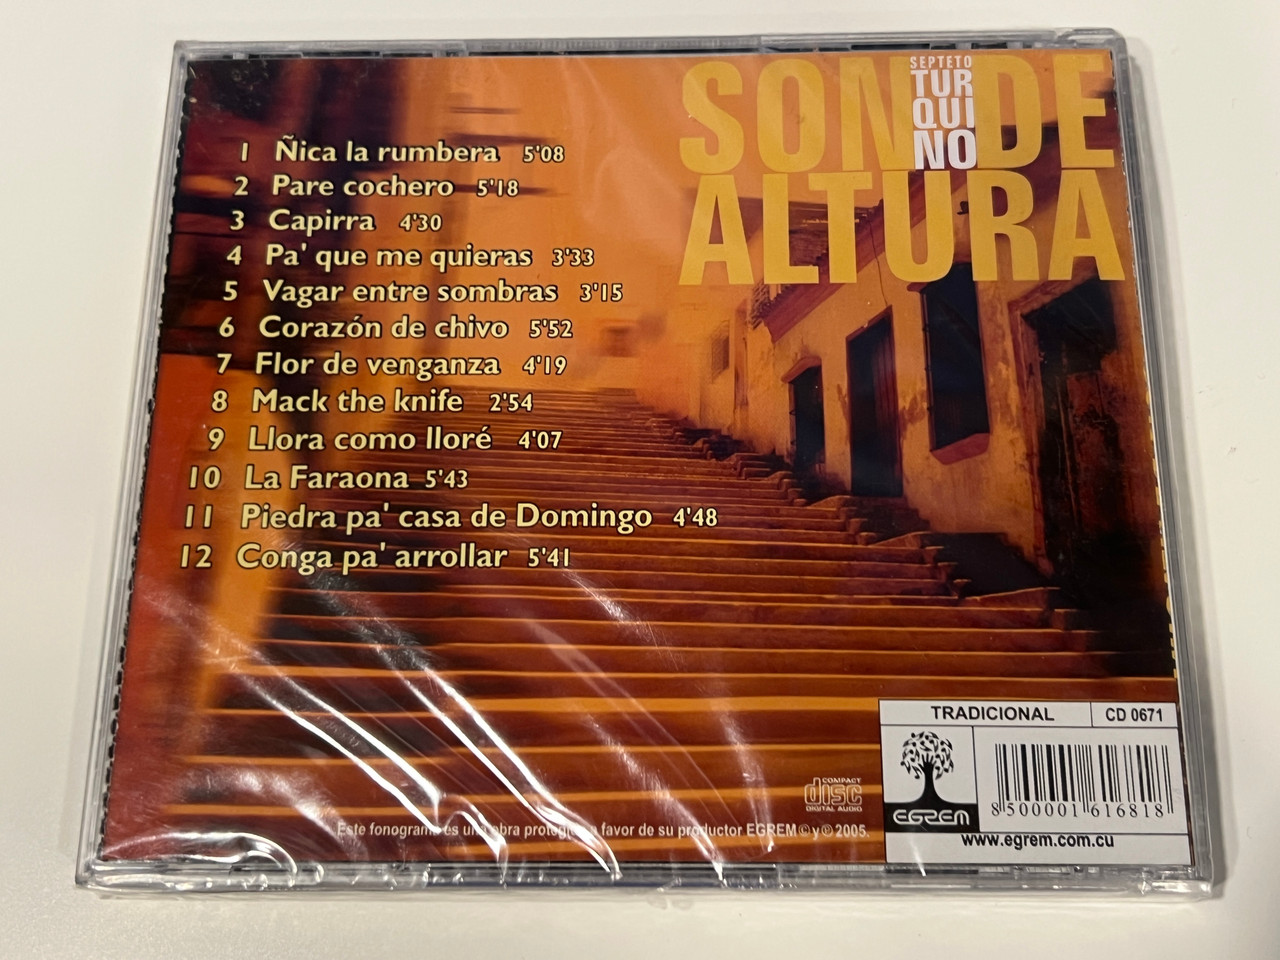 SON DE
ALTURA
SEPTETO
TUR
QUI
NO
1 Ñica la rumbera 5'08
2 Pare cochero 5'18
3 Capirra 4'30
4 Pa' que me quieras 3'33
5 Vagar entre sombras 3'15
6 Corazón de chivo 5'52
7 Flor de venganza 4'19
8 Mack the knife 2'54
9 Llora como lloré 4'07
10 La Faraona 5'43
11 Piedra pa' casa de Domingo 4'48
12 Conga pa' arrollar 5'41
TRADICIONAL CD 0671
EGREM
8 500001 616818
www.egrem.com.cu
COMPACT
disc
DIGITAL AUDIO
Este fonograma es una obra protegida a favor de su productor EGREM © y ℗ 2005.